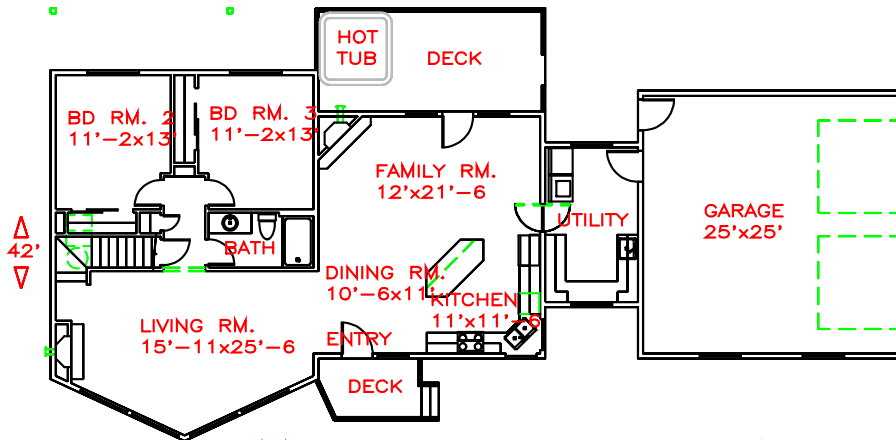 HOT
TUB
DECK
BD RM. 2
11'-2x13'
BD RM. 3
11'-2x13'
FAMILY RM.
12'x21'-6
GARAGE
25'x25'
UTILITY
42'
BATH
DINING RM.
10'-6x11'
KITCHEN
11'x11'-6
LIVING RM.
15'-11x25'-6
ENTRY
DECK